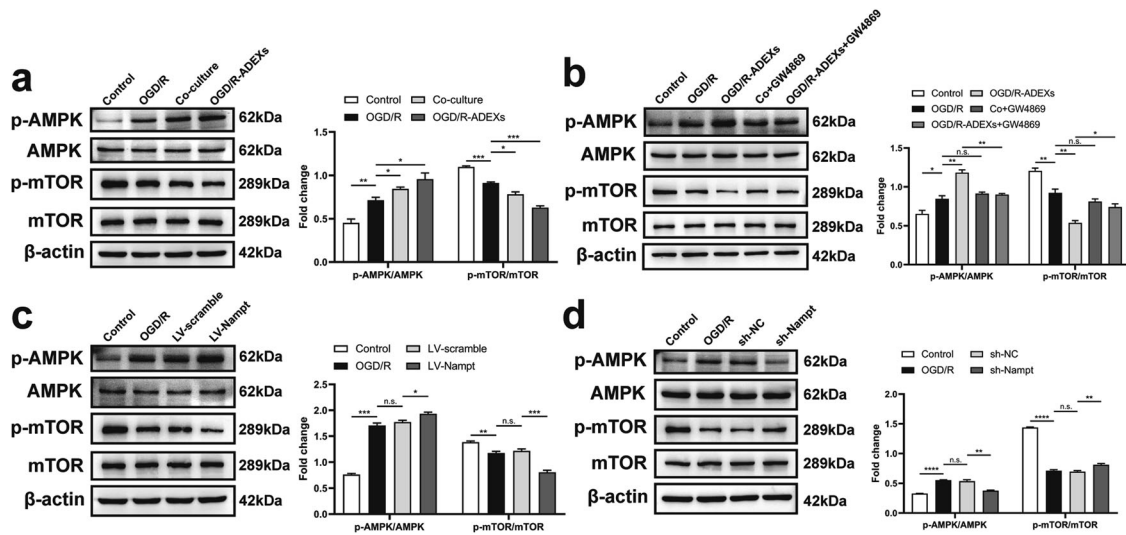 a
Control
OGD/R
Co-culture
OGD/R-ADEXs
p-AMPK
62kDa
AMPK
62kDa
p-mTOR
289kDa
mTOR
289kDa
β-actin
42kDa
Control
Co-culture
OGD/R
OGD/R-ADEXs
Fold change
1.5
1.0
0.5
0.0
**
*
*
***
*
***
p-AMPK/AMPK
p-mTOR/mTOR
b
Control
OGD/R
OGD/R-ADEXs
Co+GW4869
OGD/R-ADEXs+GW4869
p-AMPK
62kDa
AMPK
62kDa
p-mTOR
289kDa
mTOR
289kDa
β-actin
42kDa
Control
OGD/R-ADEXs
OGD/R
Co+GW4869
OGD/R-ADEXs+GW4869
Fold change
1.5
1.0
0.5
0.0
*
**
n.s.
**
**
**
n.s.
*
p-AMPK/AMPK
p-mTOR/mTOR
c
Control
OGD/R
LV-scramble
LV-Nampt
p-AMPK
62kDa
AMPK
62kDa
p-mTOR
289kDa
mTOR
289kDa
β-actin
42kDa
Control
LV-scramble
OGD/R
LV-Nampt
Fold change
2.5
2.0
1.5
1.0
0.5
0.0
***
n.s.
*
**
n.s.
***
p-AMPK/AMPK
p-mTOR/mTOR
d
Control
OGD/R
sh-NC
sh-Nampt
p-AMPK
62kDa
AMPK
62kDa
p-mTOR
289kDa
mTOR
289kDa
β-actin
42kDa
Control
sh-NC
OGD/R
sh-Nampt
Fold change
2.0
1.5
1.0
0.5
0.0
****
n.s.
**
****
n.s.
**
p-AMPK/AMPK
p-mTOR/mTOR